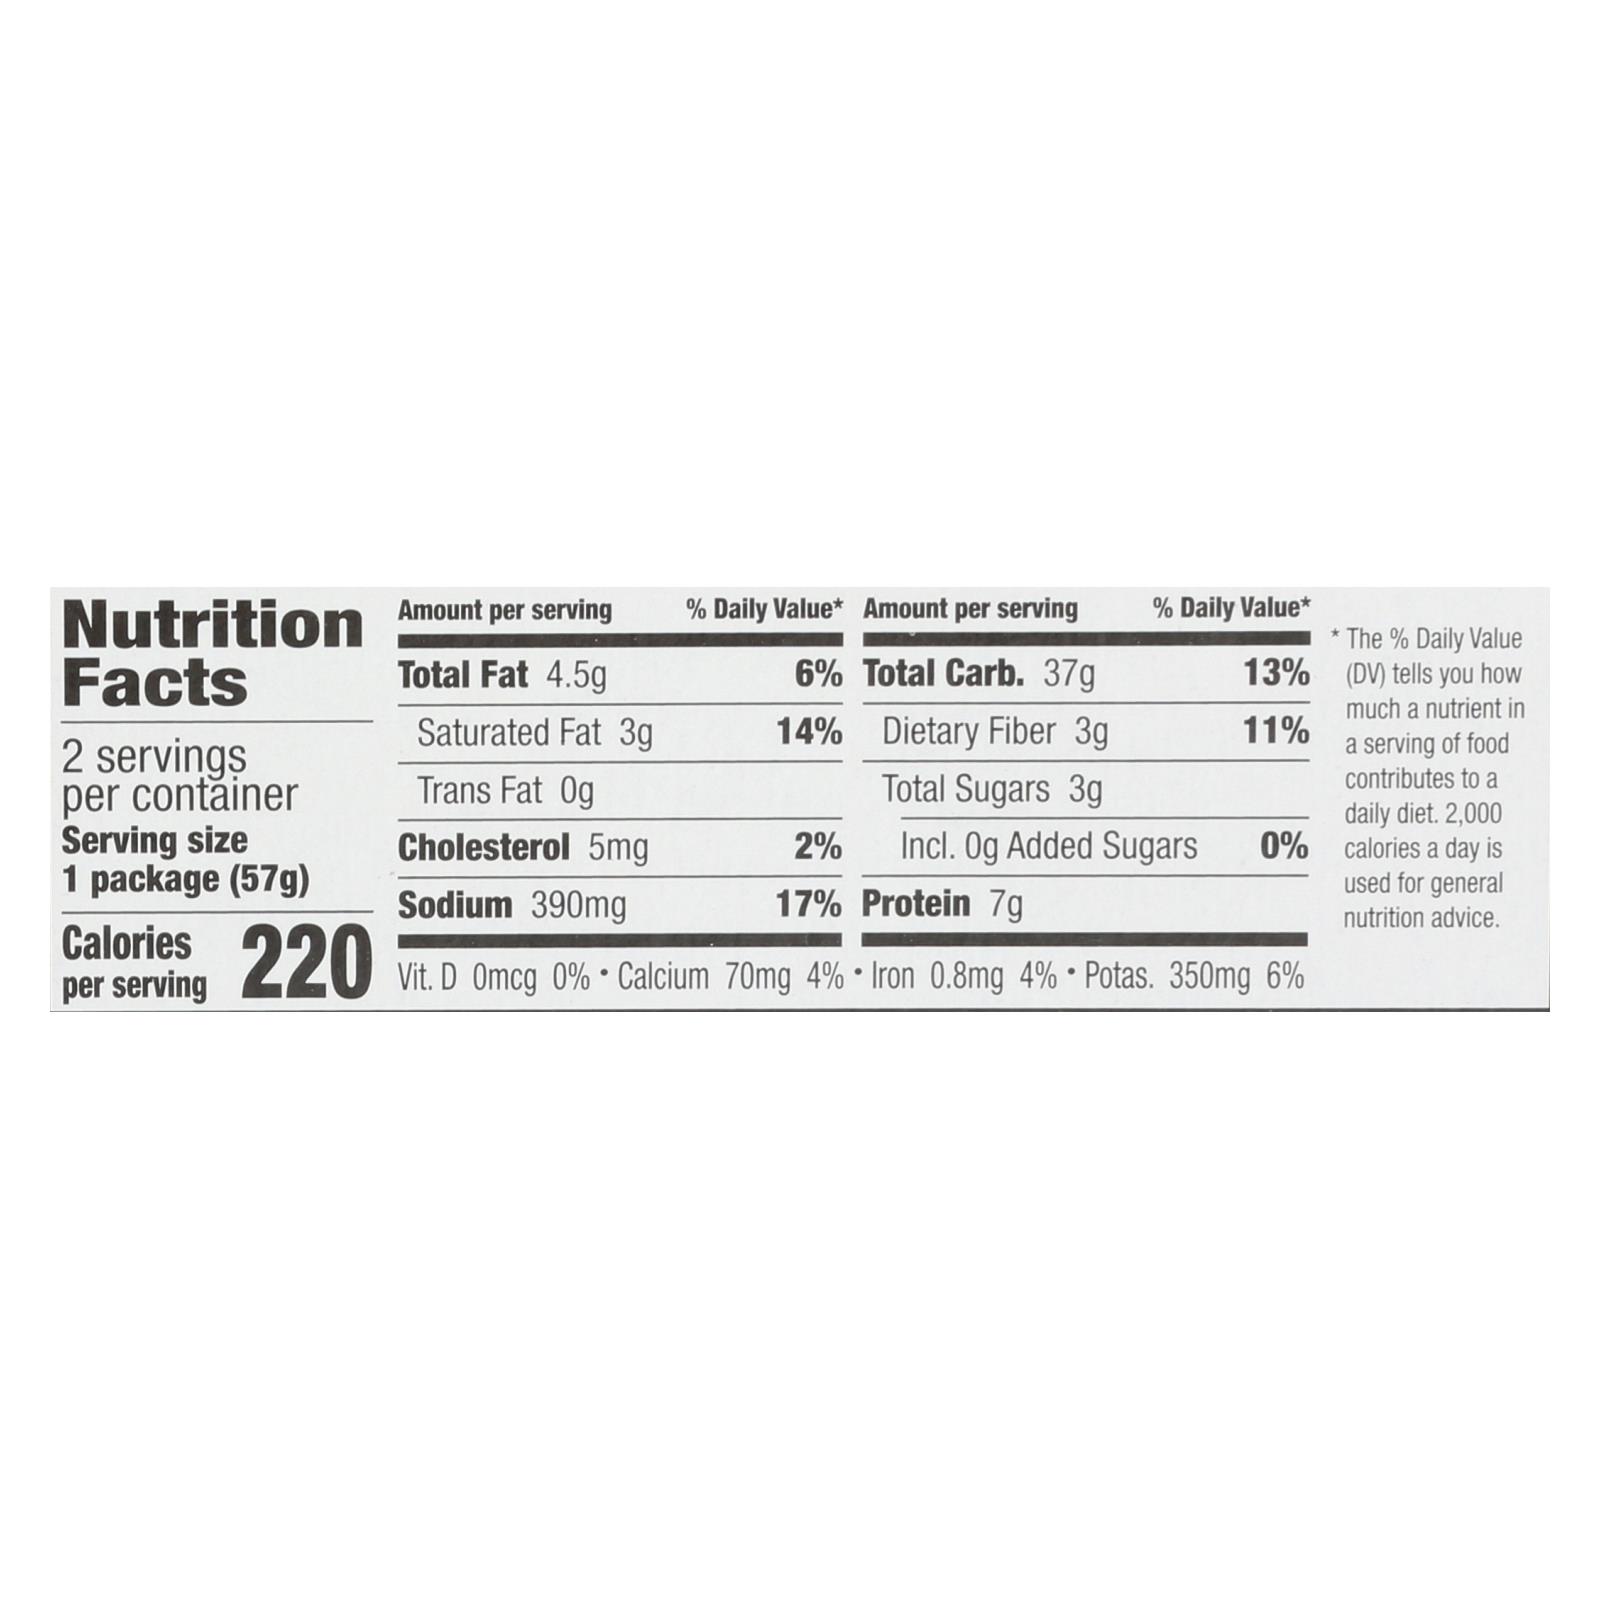 Nutrition
Facts
2 servings
per container
Serving size
1 package (57g)
Calories
per serving 220
Amount per serving % Daily Value*
Total Fat 4.5g 6%
Saturated Fat 3g 14%
Trans Fat 0g
Cholesterol 5mg 2%
Sodium 390mg 17%
Amount per serving % Daily Value*
Total Carb. 37g 13%
Dietary Fiber 3g 11%
Total Sugars 3g
Incl. 0g Added Sugars 0%
Protein 7g
Vit. D 0mcg 0% • Calcium 70mg 4% • Iron 0.8mg 4% • Potas. 350mg 6%
* The % Daily Value
(DV) tells you how
much a nutrient in
a serving of food
contributes to a
daily diet. 2,000
calories a day is
used for general
nutrition advice.